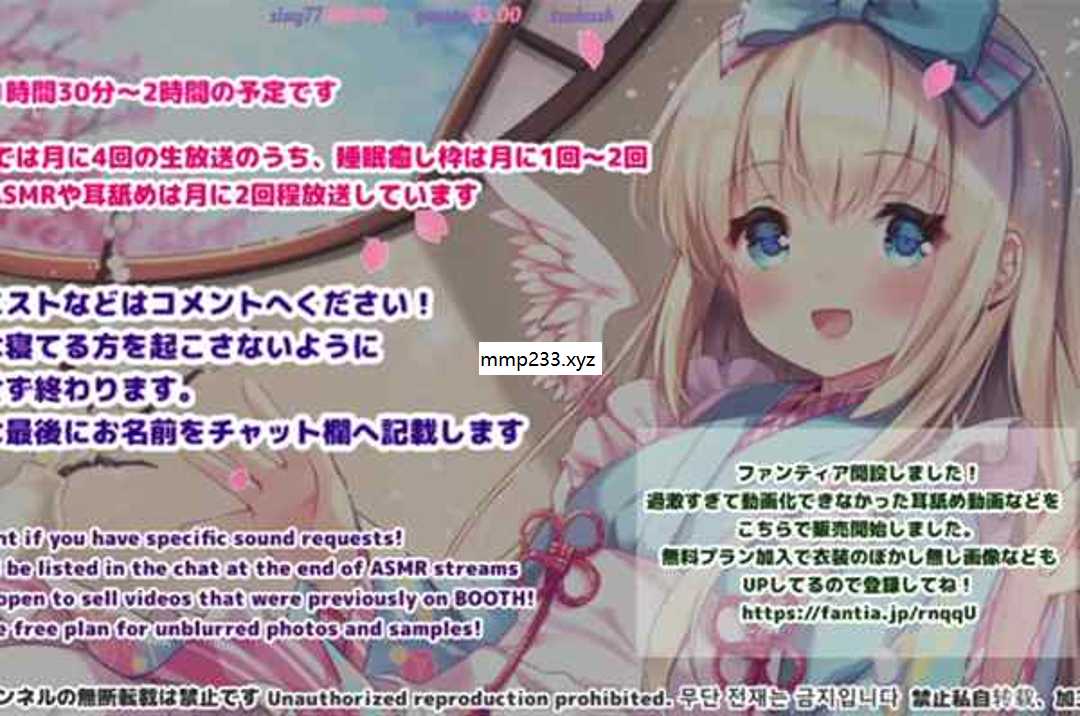 時間30分～2時間の予定です
では月に4回の生放送のうち、睡眠癒し枠は月に1回～2回
ASMRや耳舐めは月に2回程放送しています
エストなどはコメントへください！
寝てる方を起こさないように
ず終わります。
mmp233.xyz
最後にお名前をチャット欄へ記載します
ファンティア開設しました！
過激すぎて動画化できなかった耳舐め動画などを
こちらで販売開始しました。
無料プラン加入で衣装のぼかし無し画像なども
UPしてるので登録してね！
https://fantia.jp/rnqqU
nt if you have specific sound requests!
be listed in the chat at the end of ASMR streams
open to sell videos that were previously on BOOTH!
e free plan for unblurred photos and samples!
ンネルの無断転載は禁止です Unauthorized reproduction prohibited. 무단 전재는 금지입니다 禁止私自转载、加